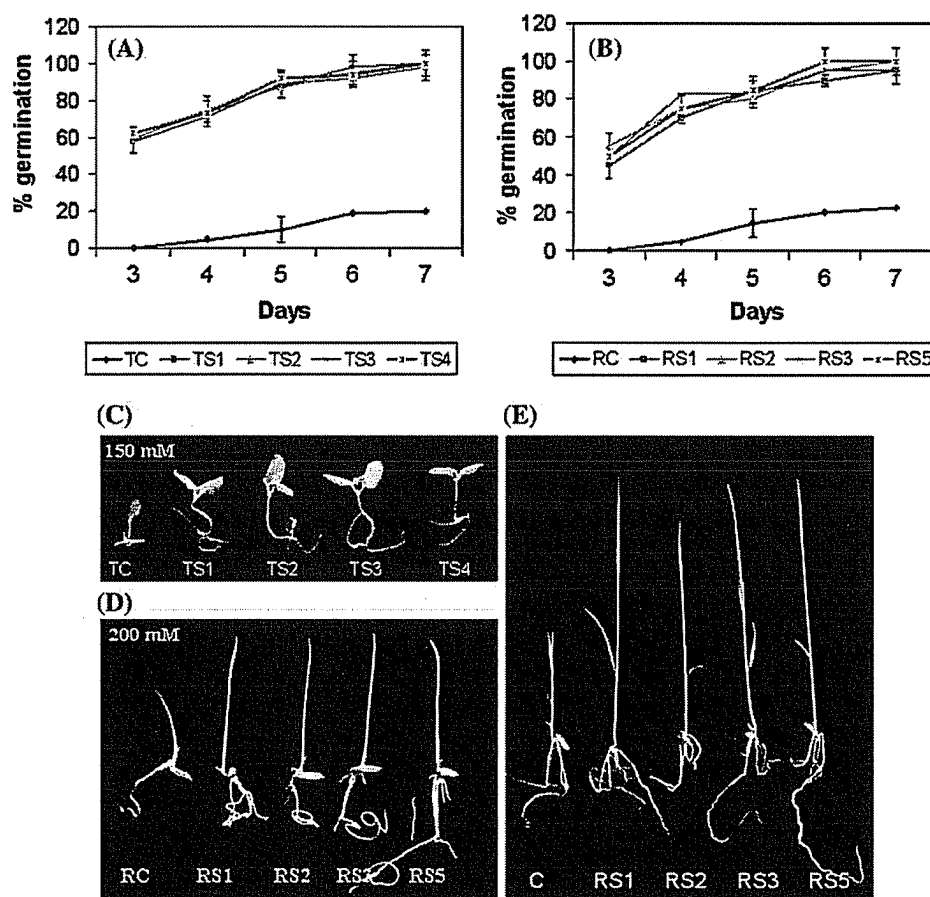 (A)
120
100
80
60
40
20
0
% germination
3 4 5 6 7
Days
TC TS1 TS2 TS3 TS4
(B)
120
100
80
60
40
20
0
% germination
3 4 5 6 7
Days
RC RS1 RS2 RS3 RS5
(C)
150 mM
TC TS1 TS2 TS3 TS4
(D)
200 mM
RC RS1 RS2 RS5
(E)
C RS1 RS2 RS3 RS5